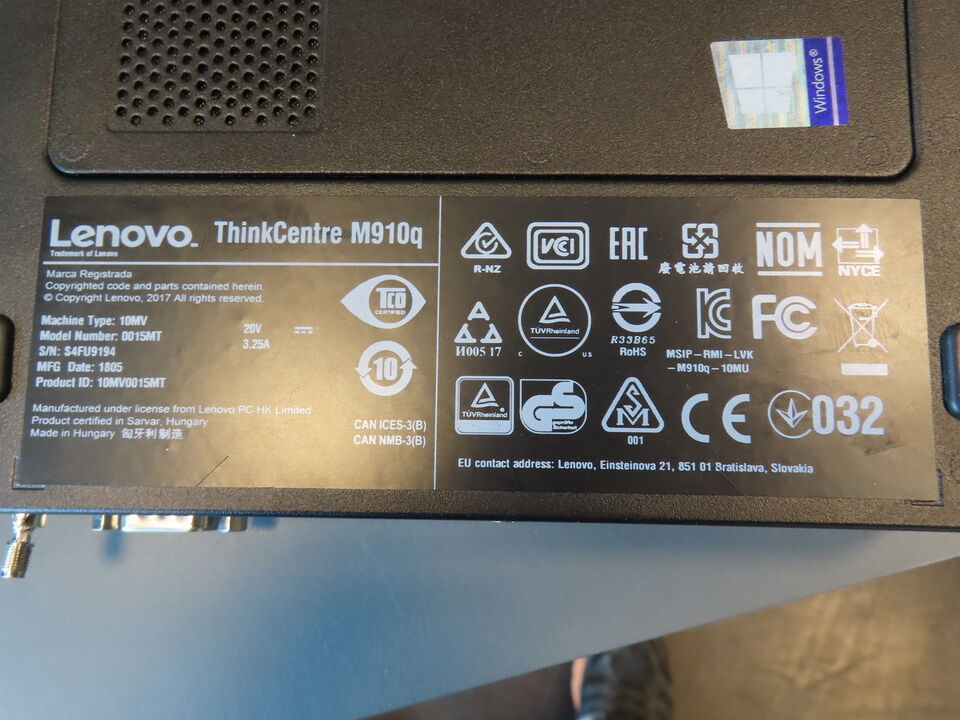 Windows®
Lenovo
ThinkCentre M910q
Trademark of Lenovo
Marca Registrada
Copyrighted code and parts contained herein.
© Copyright Lenovo, 2017 All rights reserved.
TCO
CERTIFIED
Machine Type: 10MV
Model Number: 0015MT
S/N: S4FU9194
MFG Date: 1805
Product ID: 10MV0015MT
20V
3.25A
10
Manufactured under license from Lenovo PC HK Limited
Product certified in Sarvar, Hungary
Made in Hungary 匈牙利制造
CAN ICES-3(B)
CAN NMB-3(B)
R-NZ
VCI
EAC
廢電池請回收
NOM
NYCE
И005 17
TÜVRheinland
C US
R33B65
RoHS
MSIP-RMI-LVK
-M910q-10MU
FC
TÜVRheinland
geprüfte
Sicherheit
001
CE
032
EU contact address: Lenovo, Einsteinova 21, 851 01 Bratislava, Slovakia